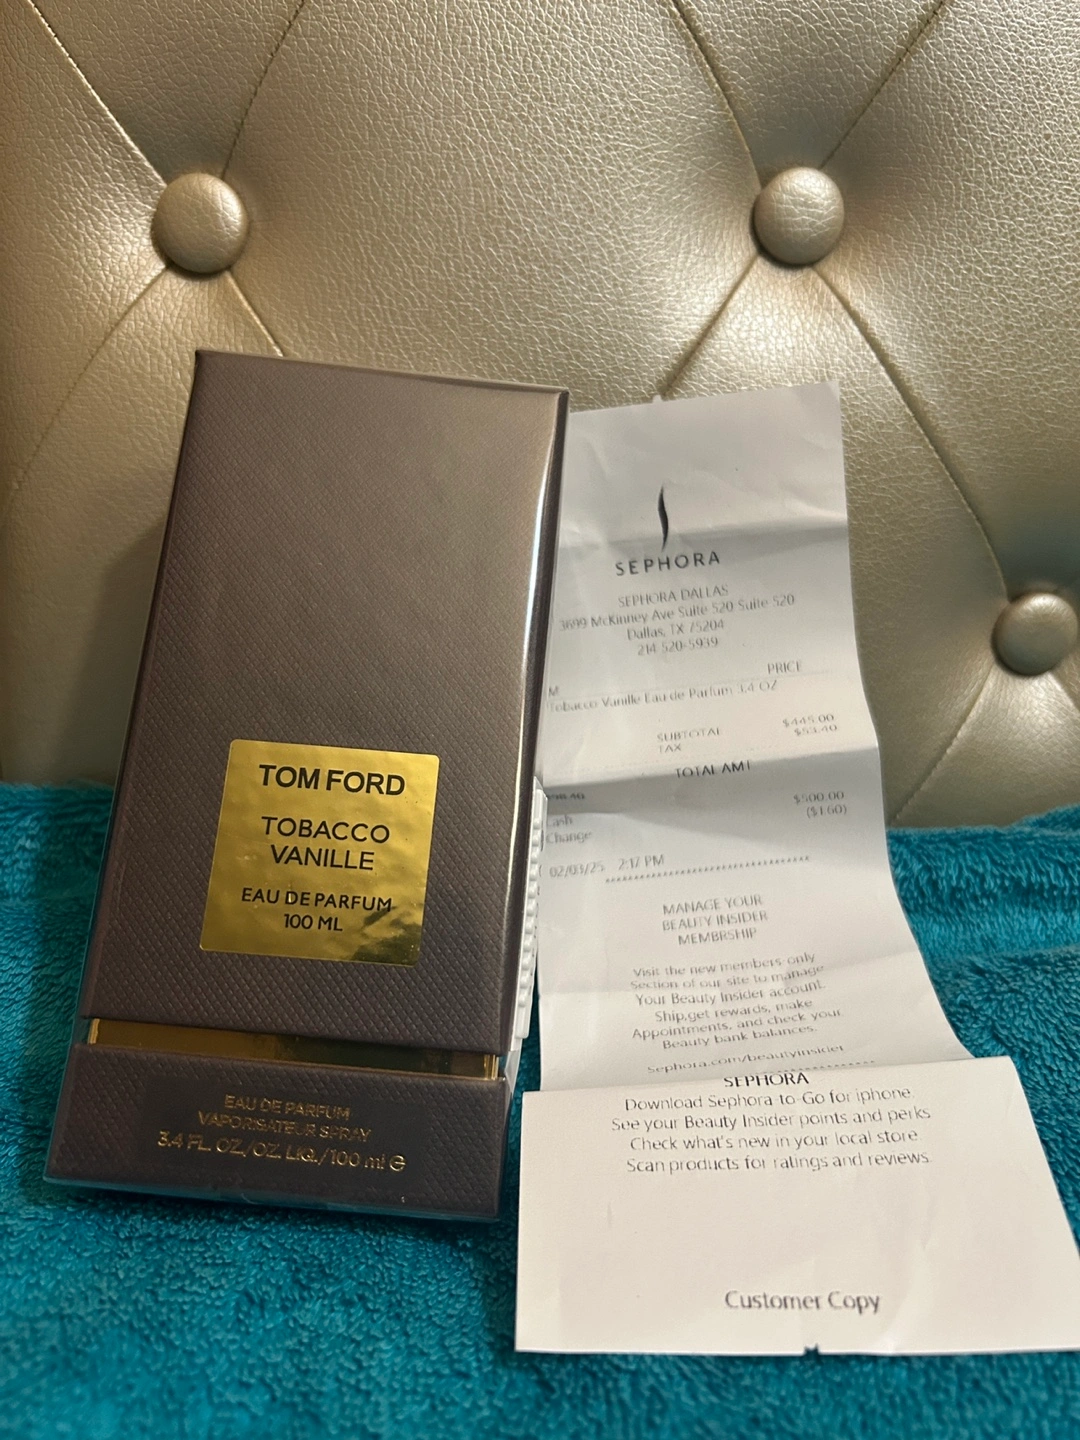 TOM FORD
TOBACCO
VANILLE
EAU DE PARFUM
100 ML
EAU DE PARFUM
VAPORISATEUR SPRAY
3.4 FL. OZ./OZ. LIQ./100 ml e
SEPHORA
SEPHORA DALLAS
3699 McKinney Ave Suite 520 Suite 520
Dallas, TX 75204
214 520-5939
PRICE
M
Tobacco Vanille Eau de Parfum 3.4 OZ
SUBTOTAL $445.00
TAX $53.40
TOTAL AMT
98.40 $500.00
Cash ($1.60)
Change
02/03/25 2:17 PM
MANAGE YOUR
BEAUTY INSIDER
MEMBRSHIP
Visit the new members-only
Section of our site to manage
Your Beauty Insider account.
Ship,get rewards, make
Appointments, and check your
Beauty bank balances.
Sephora.com/beautyinsider
SEPHORA
Download Sephora-to-Go for iphone.
See your Beauty Insider points and perks
Check what's new in your local store.
Scan products for ratings and reviews.
Customer Copy